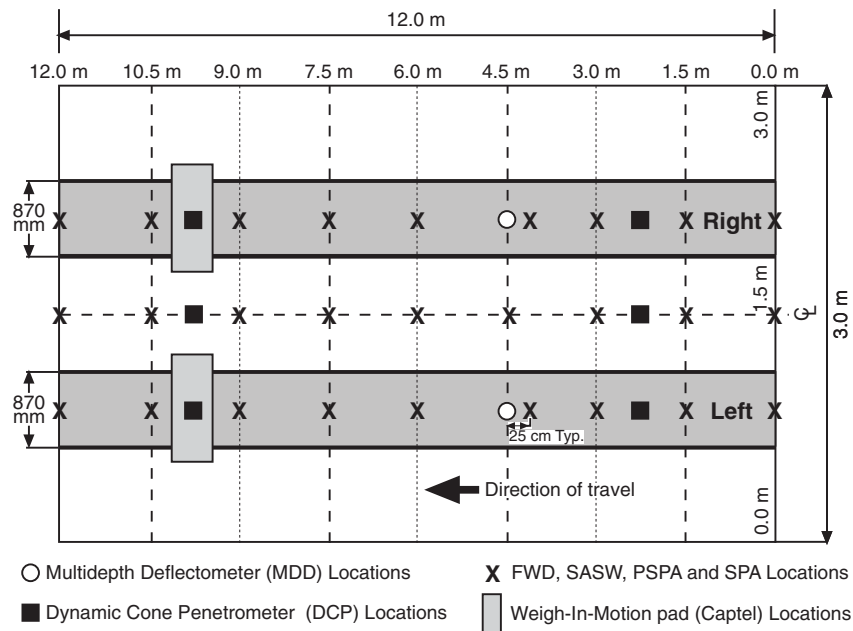 12.0 m
12.0 m 10.5 m 9.0 m 7.5 m 6.0 m 4.5 m 3.0 m 1.5 m 0.0 m
3.0 m
870 mm
X X X X X X X X Right X
1.5 m
X X X X X X X X X
CL
3.0 m
870 mm
X X X X X X X X Left X
25 cm Typ.
Direction of travel
0.0 m
Multidepth Deflectometer (MDD) Locations
X FWD, SASW, PSPA and SPA Locations
Dynamic Cone Penetrometer (DCP) Locations
Weigh-In-Motion pad (Captel) Locations